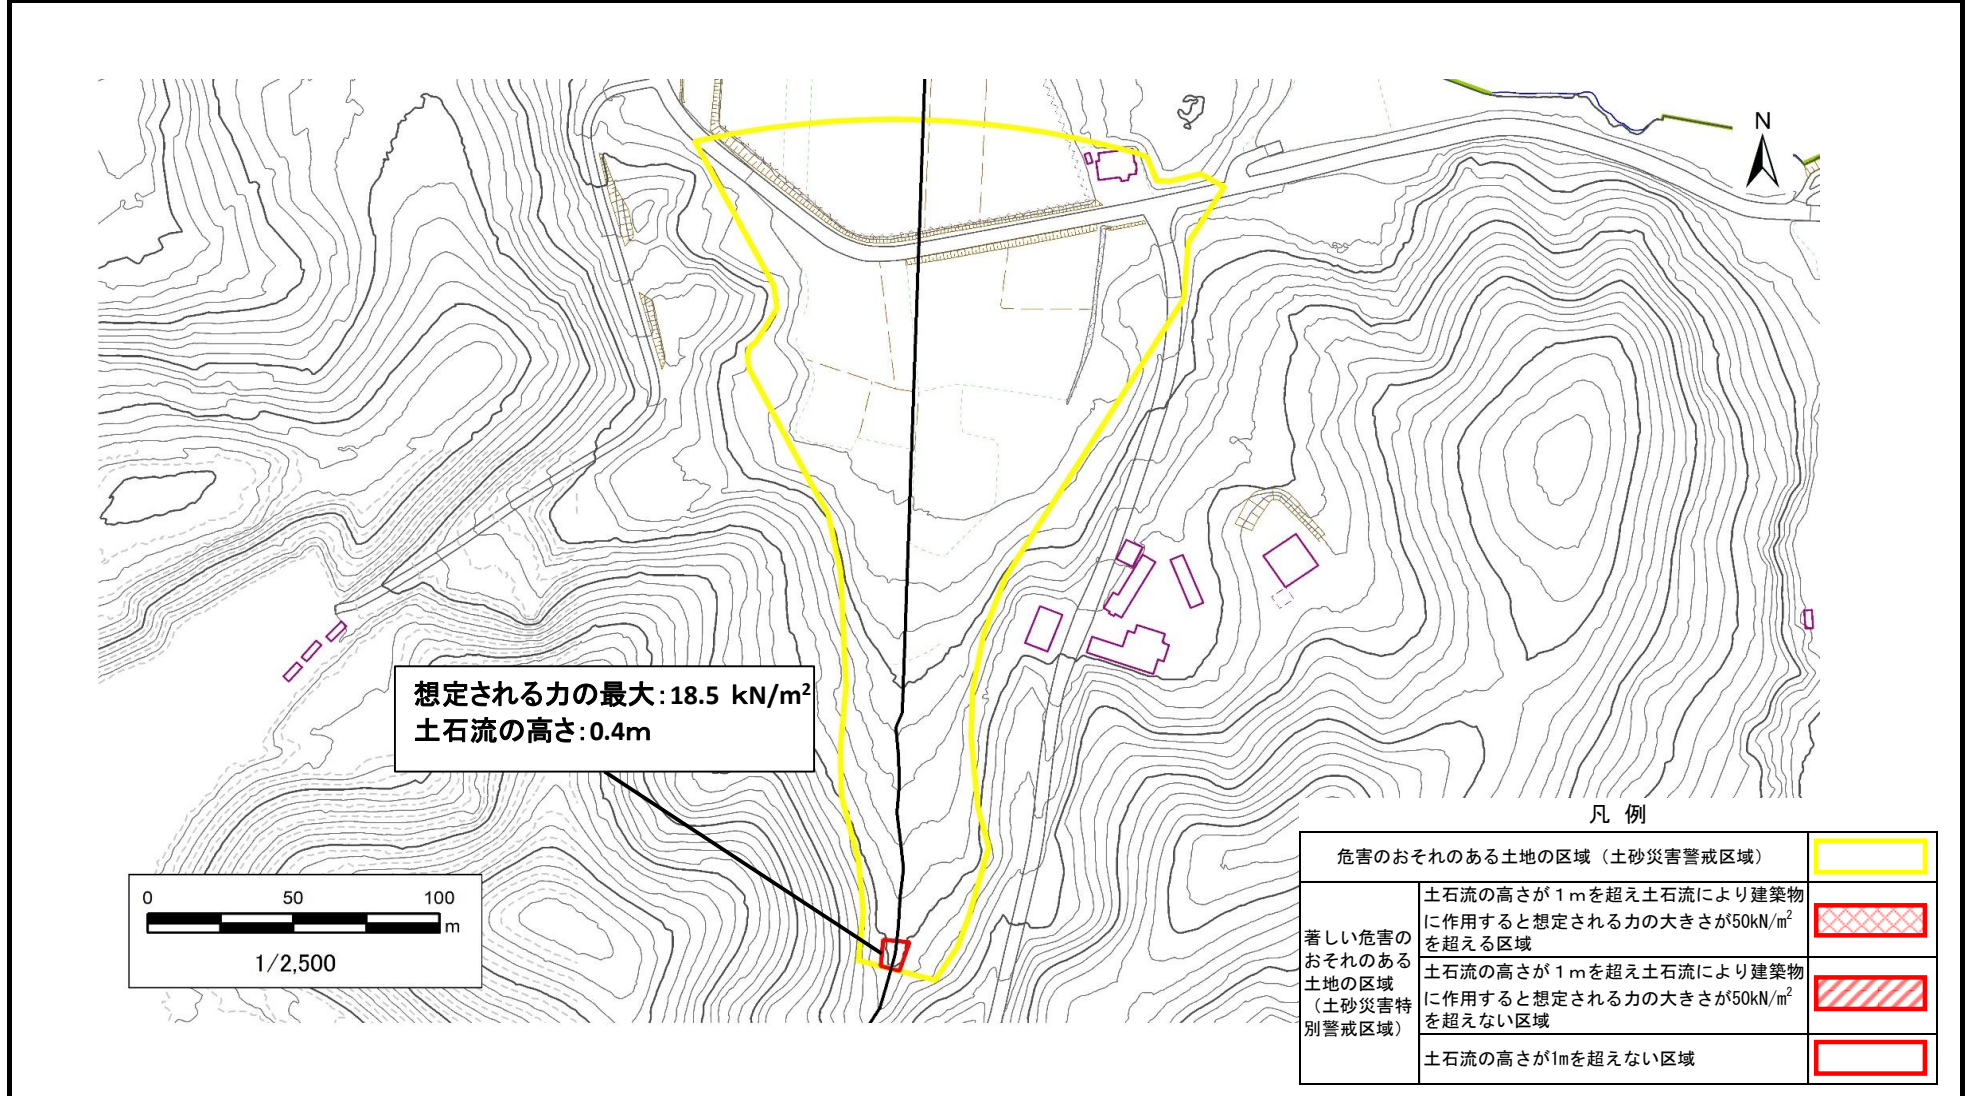 N
想定される力の最大：18.5 kN/m²
土石流の高さ：0.4m
0 50 100
m
1/2,500
凡 例
危害のおそれのある土地の区域（土砂災害警戒区域）
著しい危害の
おそれのある
土地の区域
（土砂災害特
別警戒区域）
土石流の高さが１ｍを超え土石流により建築物
に作用すると想定される力の大きさが50kN/㎡
を超える区域
土石流の高さが１ｍを超え土石流により建築物
に作用すると想定される力の大きさが50kN/㎡
を超えない区域
土石流の高さが1mを超えない区域